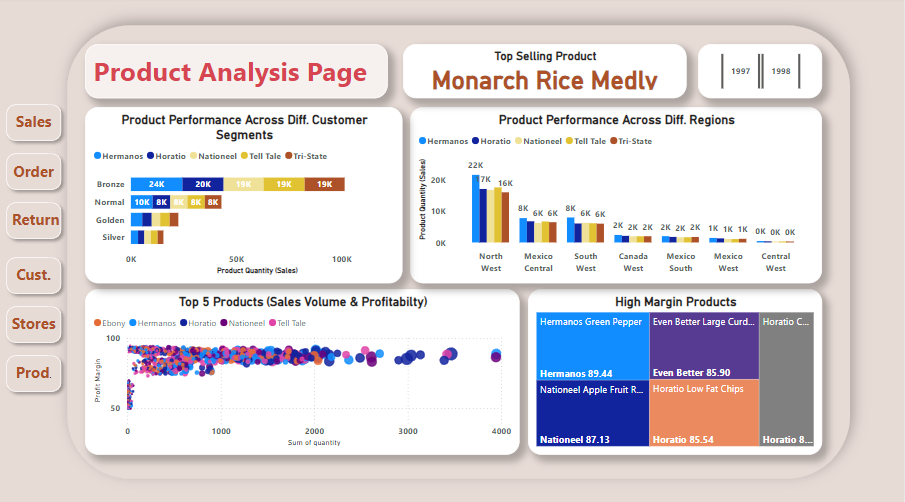 Product Analysis Page
Top Selling Product
Monarch Rice Medly
1997
1998
Sales
Order
Return
Cust.
Stores
Prod.
Product Performance Across Diff. Customer
Segments
Hermanos Horatio Nationeel Tell Tale Tri-State
Bronze 24K 20K 19K 19K 19K
Normal 10K 8K 8K 8K 8K
Golden
Silver
0K 50K 100K
Product Quantity (Sales)
Product Performance Across Diff. Regions
Hermanos Horatio Nationeel Tell Tale Tri-State
Product Quantity (Sales)
20K
10K
0K
22K 7K 16K
8K 6K 6K
8K 6K 6K
2K 2K 2K
2K 2K 2K
1K 1K 1K
0K 0K 0K
North
West
Mexico
Central
South
West
Canada
West
Mexico
South
Mexico
West
Central
West
Top 5 Products (Sales Volume & Profitabilty)
Ebony Hermanos Horatio Nationeel Tell Tale
Profit Margin
100
50
0 1000 2000 3000 4000
Sum of quantity
High Margin Products
Hermanos Green Pepper
Hermanos 89.44
Nationeel Apple Fruit R...
Nationeel 87.13
Even Better Large Curd...
Even Better 85.90
Horatio Low Fat Chips
Horatio 85.54
Horatio C...
Horatio 8...